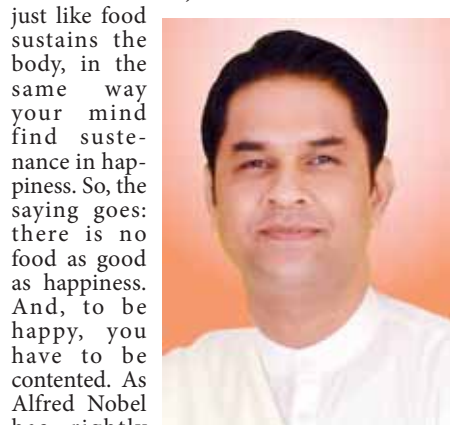 just like food
sustains the
body, in the
same way
your mind
find suste-
nance in hap-
piness. So, the
saying goes:
there is no
food as good
as happiness.
And, to be
happy, you
have to be
contented. As
Alfred Nobel
has rightly